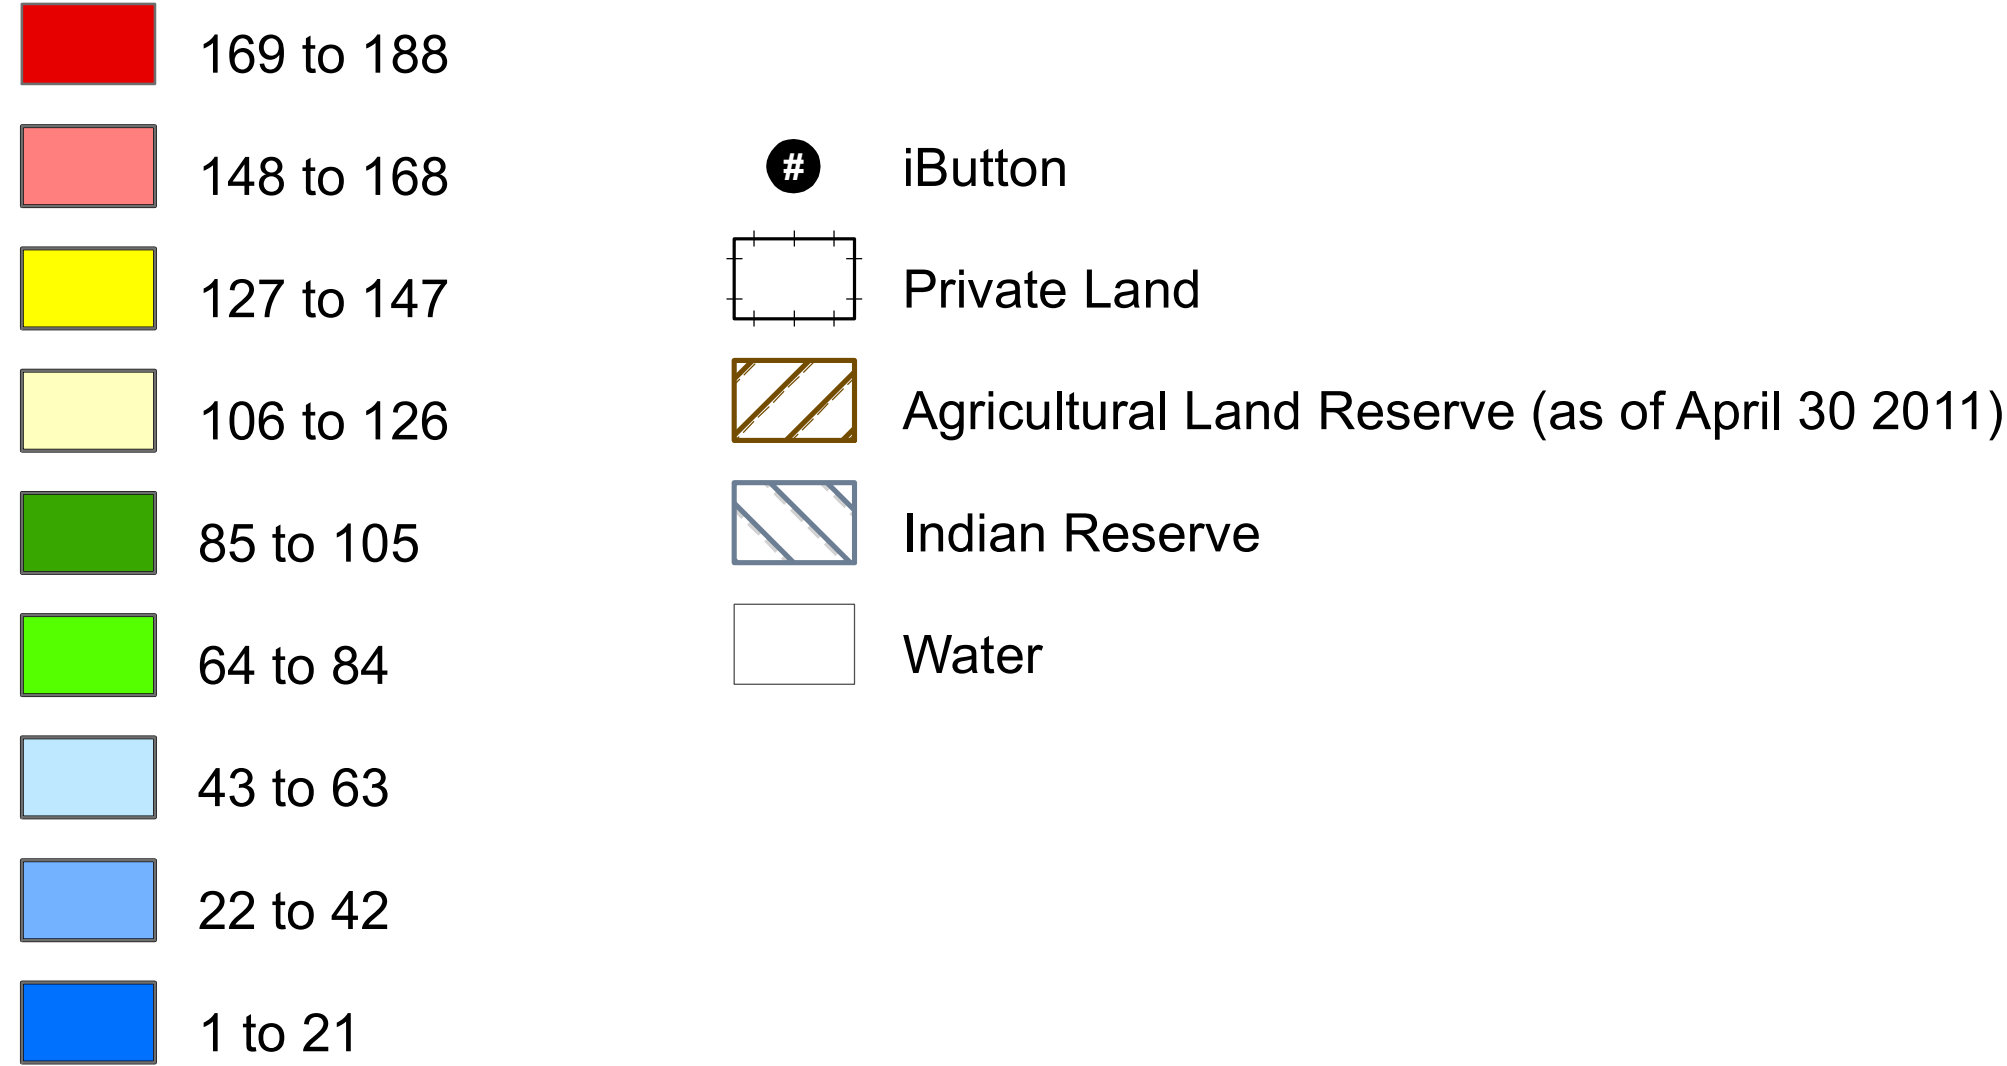 169 to 188
148 to 168
127 to 147
106 to 126
85 to 105
64 to 84
43 to 63
22 to 42
1 to 21
# iButton
Private Land
Agricultural Land Reserve (as of April 30 2011)
Indian Reserve
Water